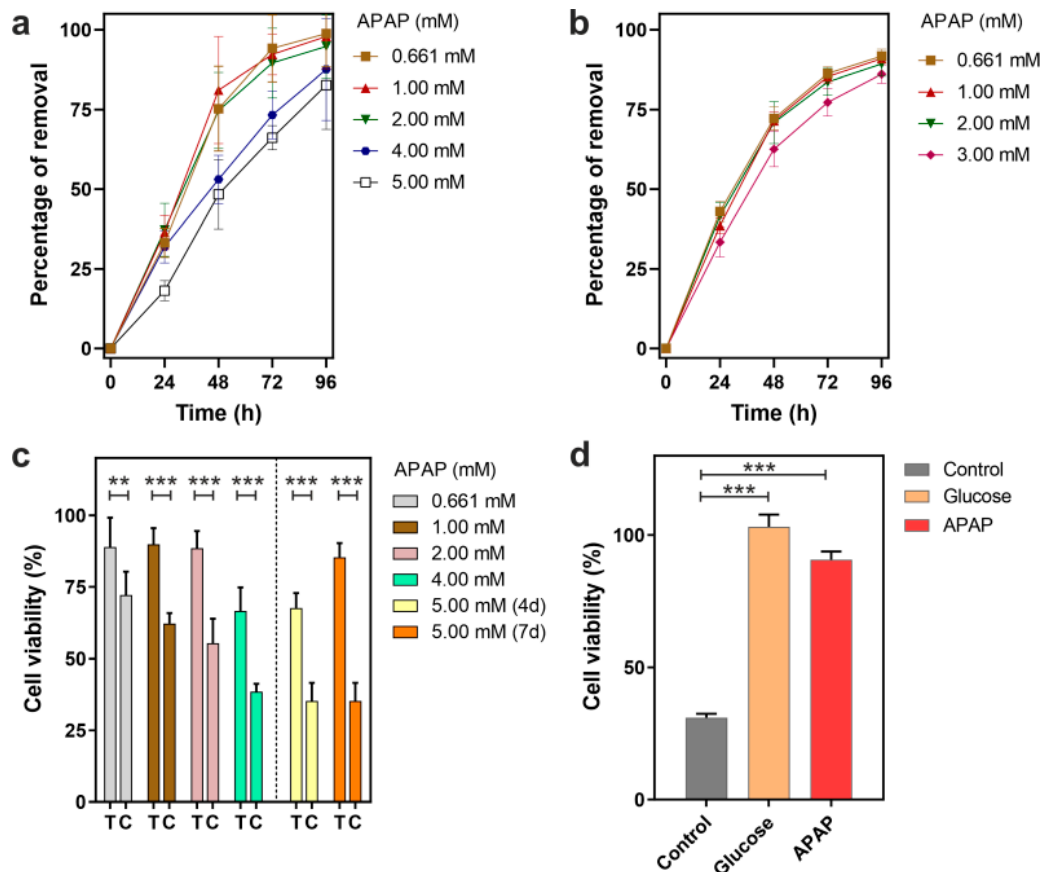 a
Percentage of removal
100
75
50
25
0
0 24 48 72 96
Time (h)
APAP (mM)
0.661 mM
1.00 mM
2.00 mM
4.00 mM
5.00 mM
b
Percentage of removal
100
75
50
25
0
0 24 48 72 96
Time (h)
APAP (mM)
0.661 mM
1.00 mM
2.00 mM
3.00 mM
c
Cell viability (%)
100
75
50
25
0
** *** *** *** *** ***
T C T C T C T C T C T C
APAP (mM)
0.661 mM
1.00 mM
2.00 mM
4.00 mM
5.00 mM (4d)
5.00 mM (7d)
d
Cell viability (%)
100
50
0
***
***
Control Glucose APAP
Control
Glucose
APAP